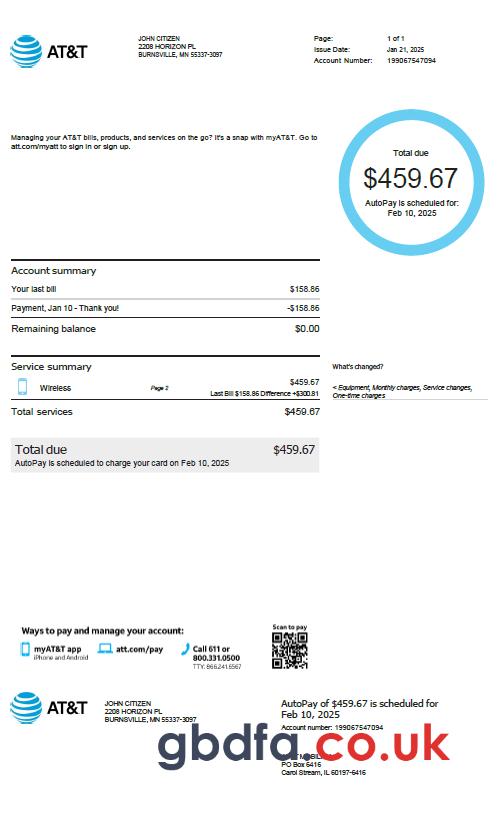 AT&T
JOHN CITIZEN
2208 HORIZON PL
BURNSVILLE, MN 55337-3097
Page: 1 of 1
Issue Date: Jan 21, 2025
Account Number: 199067547094
Managing your AT&T bills, products, and services on the go? It's a snap with myAT&T. Go to
att.com/myatt to sign in or sign up.
Total due
$459.67
AutoPay is scheduled for:
Feb 10, 2025
Account summary
Your last bill $158.86
Payment, Jan 10 - Thank you! -$158.86
Remaining balance $0.00
Service summary
Wireless Page 2 $459.67
Last Bill $158.86 Difference +$300.81
Total services $459.67
What's changed?
< Equipment, Monthly charges, Service changes,
One-time charges
Total due $459.67
AutoPay is scheduled to charge your card on Feb 10, 2025
Ways to pay and manage your account:
myAT&T app
iPhone and Android
att.com/pay
Call 611 or
800.331.0500
TTY: 866.241.6567
Scan to pay
AT&T
JOHN CITIZEN
2208 HORIZON PL
BURNSVILLE, MN 55337-3097
AutoPay of $459.67 is scheduled for
Feb 10, 2025
Account number: 199067547094
gbdfa.co.uk
PO Box 6416
Carol Stream, IL 60197-6416